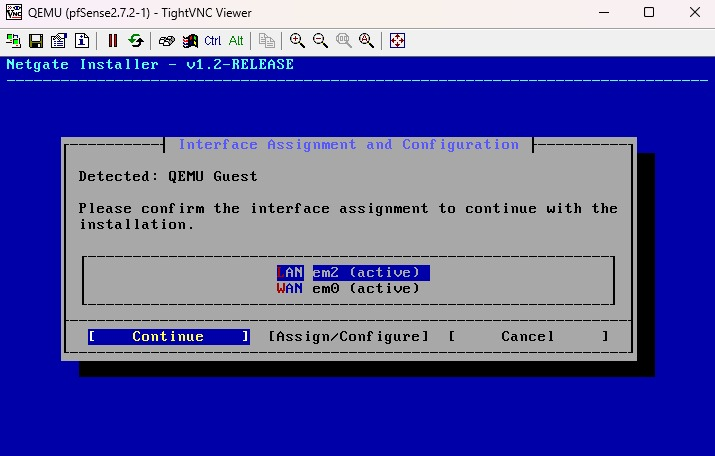 QEMU (pfSense2.7.2-1) - TightVNC Viewer
Ctrl Alt
Netgate Installer - v1.2-RELEASE
Interface Assignment and Configuration
Detected: QEMU Guest
Please confirm the interface assignment to continue with the
installation.
LAN em2 (active)
WAN em0 (active)
[ Continue ] [Assign/Configure] [ Cancel ]